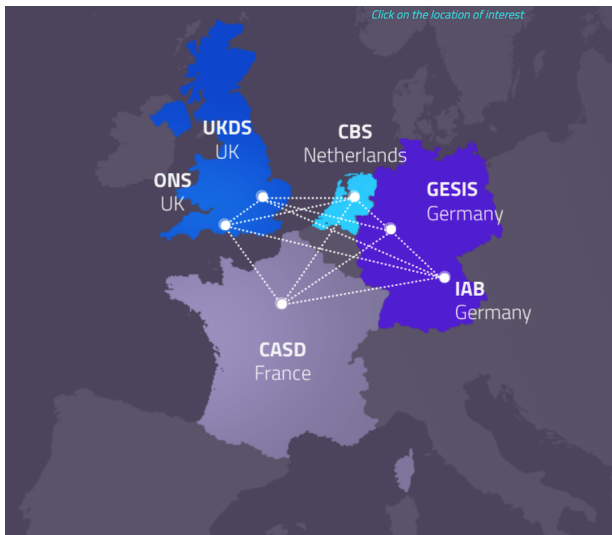 Click on the location of interest
UKDS
UK
CBS
Netherlands
ONS
UK
GESIS
Germany
IAB
Germany
CASD
France